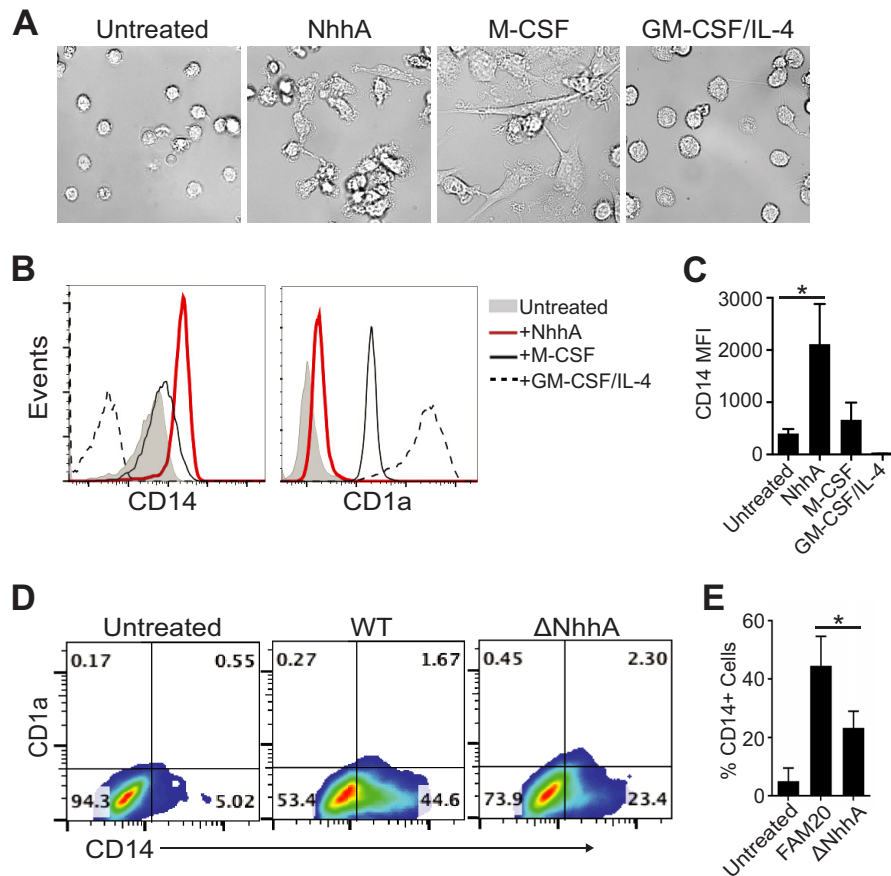 A
Untreated
NhhA
M-CSF
GM-CSF/IL-4
B
Events
CD14
CD1a
Untreated
+NhhA
+M-CSF
+GM-CSF/IL-4
C
*
CD14 MFI
3000
2000
1000
0
Untreated
NhhA
M-CSF
GM-CSF/IL-4
D
Untreated
WT
ΔNhhA
CD1a
0.17
0.55
94.3
5.02
0.27
1.67
53.4
44.6
0.45
2.30
73.9
23.4
CD14
E
*
% CD14+ Cells
60
40
20
0
Untreated
FAM20
ΔNhhA